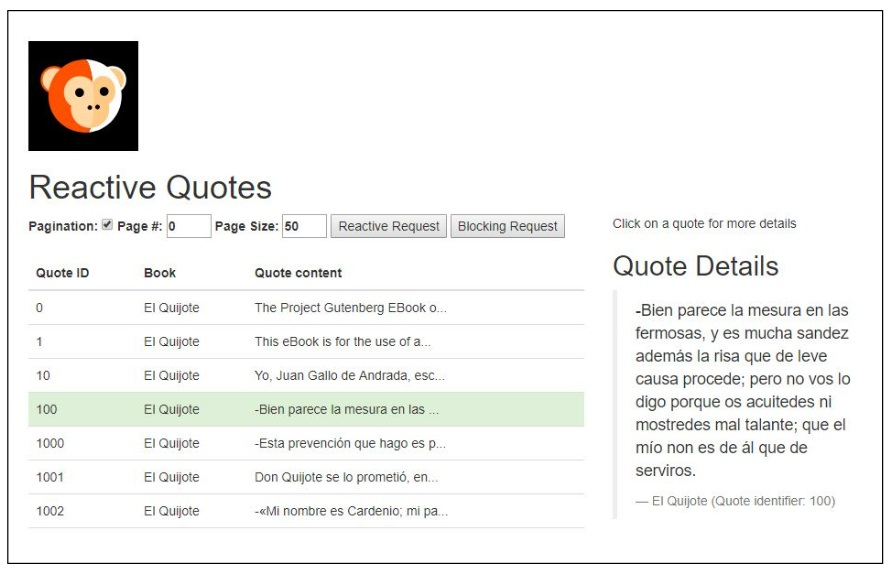 Reactive Quotes
Pagination: Page #: 0 Page Size: 50 Reactive Request Blocking Request
Quote ID Book Quote content
0 El Quijote The Project Gutenberg EBook o...
1 El Quijote This eBook is for the use of a...
10 El Quijote Yo, Juan Gallo de Andrada, esc...
100 El Quijote -Bien parece la mesura en las ...
1000 El Quijote -Esta prevención que hago es p...
1001 El Quijote Don Quijote se lo prometió, en...
1002 El Quijote -«Mi nombre es Cardenio; mi pa...
Click on a quote for more details
Quote Details
-Bien parece la mesura en las
fermosas, y es mucha sandez
además la risa que de leve
causa procede; pero no vos lo
digo porque os acuitedes ni
mostredes mal talante; que el
mío non es de ál que de
serviros.
— El Quijote (Quote identifier: 100)